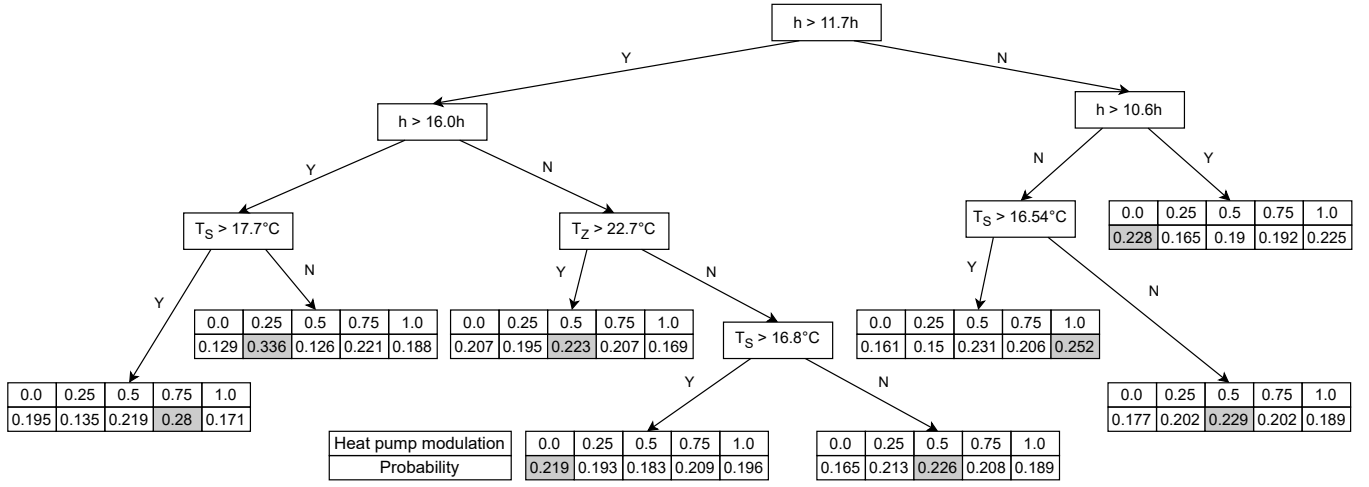 h > 11.7h
Y
N
h > 16.0h
h > 10.6h
Y
N
N
Y
T_S > 17.7°C
T_Z > 22.7°C
T_S > 16.54°C
0.0 0.25 0.5 0.75 1.0
0.228 0.165 0.19 0.192 0.225
Y
N
Y
N
Y
N
0.0 0.25 0.5 0.75 1.0
0.129 0.336 0.126 0.221 0.188
0.0 0.25 0.5 0.75 1.0
0.207 0.195 0.223 0.207 0.169
T_S > 16.8°C
0.0 0.25 0.5 0.75 1.0
0.161 0.15 0.231 0.206 0.252
Y
N
0.0 0.25 0.5 0.75 1.0
0.195 0.135 0.219 0.28 0.171
0.0 0.25 0.5 0.75 1.0
0.177 0.202 0.229 0.202 0.189
Heat pump modulation
Probability
0.0 0.25 0.5 0.75 1.0
0.219 0.193 0.183 0.209 0.196
0.0 0.25 0.5 0.75 1.0
0.165 0.213 0.226 0.208 0.189